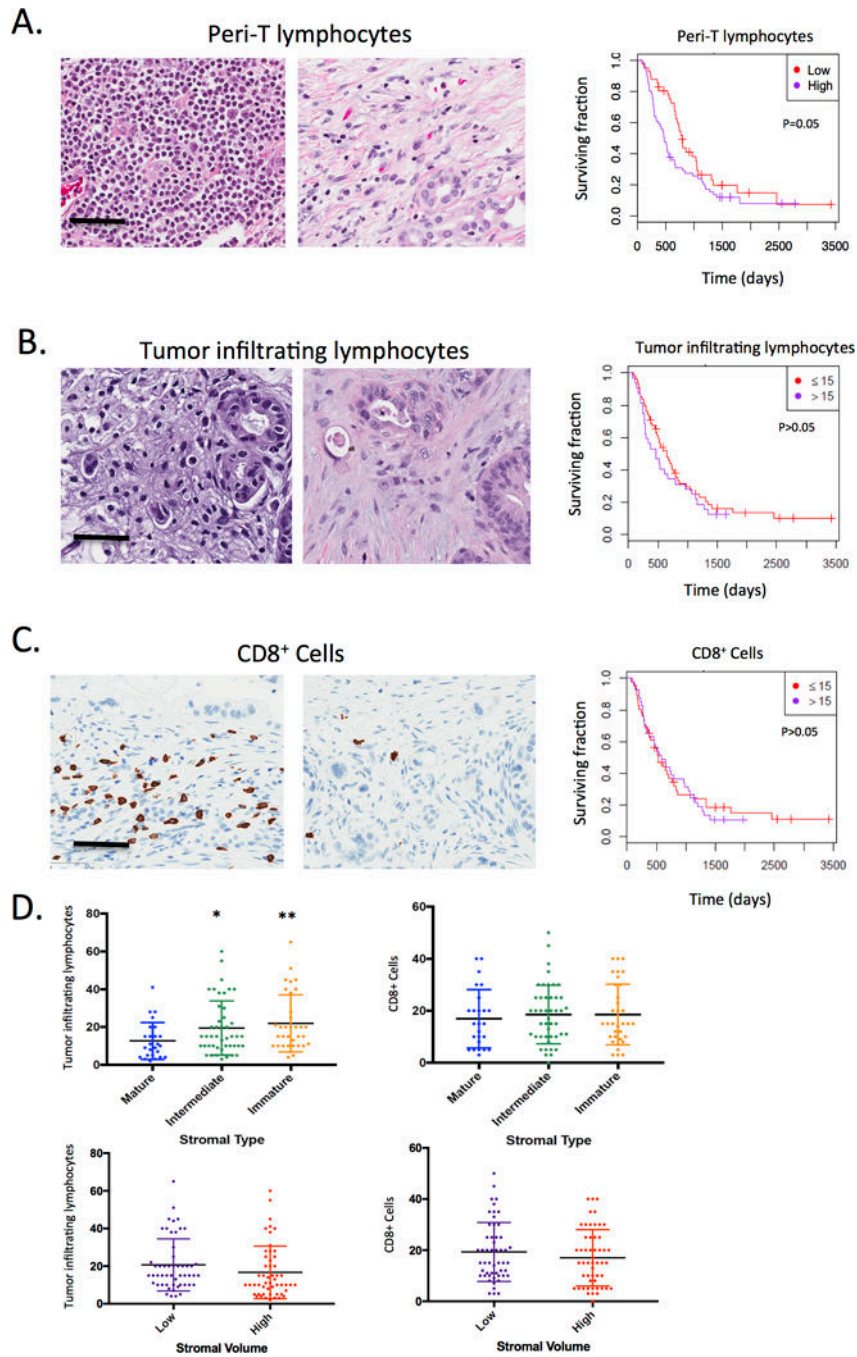 A.
Peri-T lymphocytes
Peri-T lymphocytes
Surviving fraction
1.0
0.8
0.6
0.4
0.2
0.0
Low
High
P=0.05
0 500 1500 2500 3500
Time (days)
B.
Tumor infiltrating lymphocytes
Tumor infiltrating lymphocytes
Surviving fraction
1.0
0.8
0.6
0.4
0.2
0.0
≤ 15
> 15
P>0.05
0 500 1500 2500 3500
Time (days)
C.
CD8+ Cells
CD8+ Cells
Surviving fraction
1.0
0.8
0.6
0.4
0.2
0.0
≤ 15
> 15
P>0.05
0 500 1500 2500 3500
Time (days)
D.
Tumor infiltrating lymphocytes
80
60
40
20
0
*
**
Mature
Intermediate
Immature
Stromal Type
CD8+ Cells
60
40
20
0
Mature
Intermediate
Immature
Stromal Type
Tumor infiltrating lymphocytes
80
60
40
20
0
Low
High
Stromal Volume
CD8+ Cells
60
40
20
0
Low
High
Stromal Volume